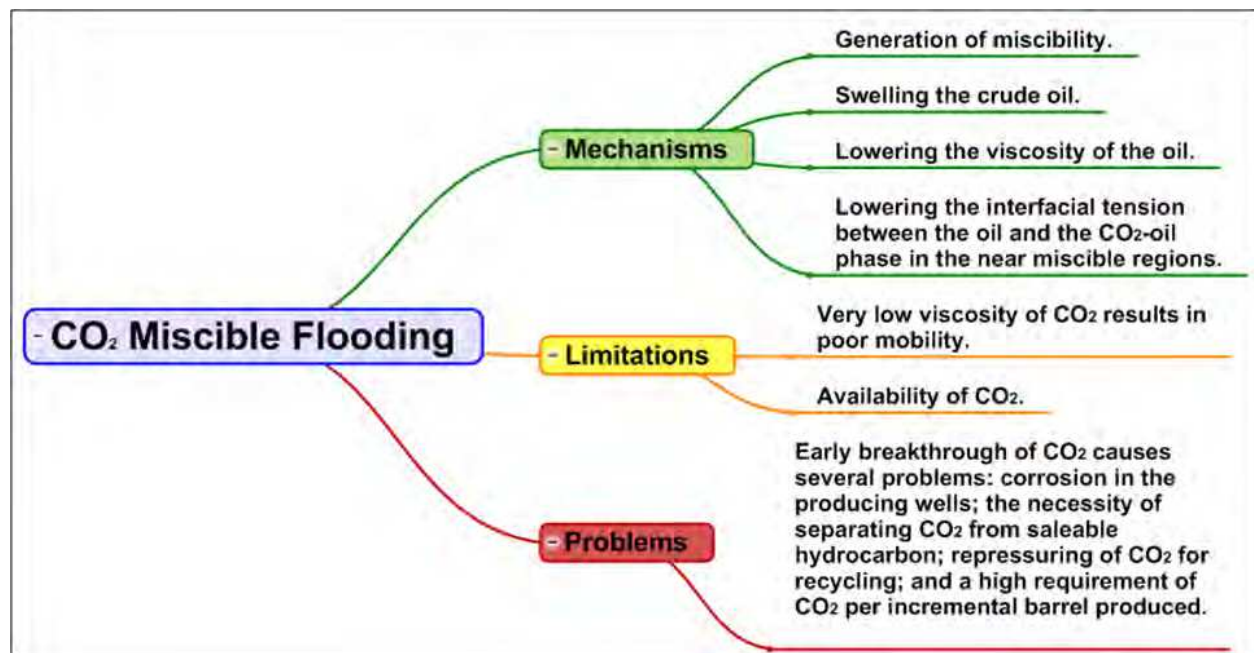 Generation of miscibility.
Swelling the crude oil.
Mechanisms
Lowering the viscosity of the oil.
Lowering the interfacial tension
between the oil and the CO₂-oil
phase in the near miscible regions.
CO₂ Miscible Flooding
Very low viscosity of CO₂ results in
poor mobility.
Limitations
Availability of CO₂.
Early breakthrough of CO₂ causes
several problems: corrosion in the
producing wells; the necessity of
separating CO₂ from saleable
hydrocarbon; repressuring of CO₂ for
recycling; and a high requirement of
CO₂ per incremental barrel produced.
Problems